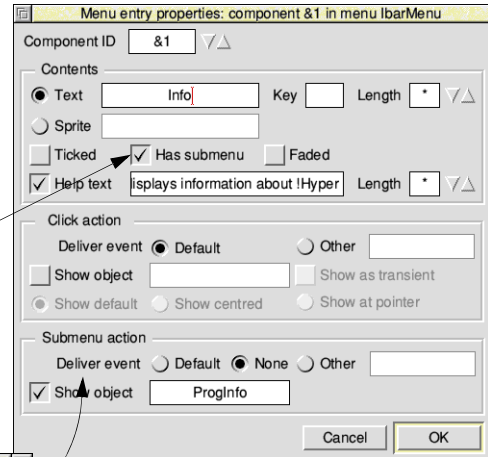 Menu entry properties: component &1 in menu IbarMenu
Component ID &1
Contents
Text Info Key Length *
Sprite
Ticked Has submenu Faded
Help text isplays information about !Hyper Length *
Click action
Deliver event Default Other
Show object Show as transient
Show default Show centred Show at pointer
Submenu action
Deliver event Default None Other
Show object ProgInfo
Cancel OK